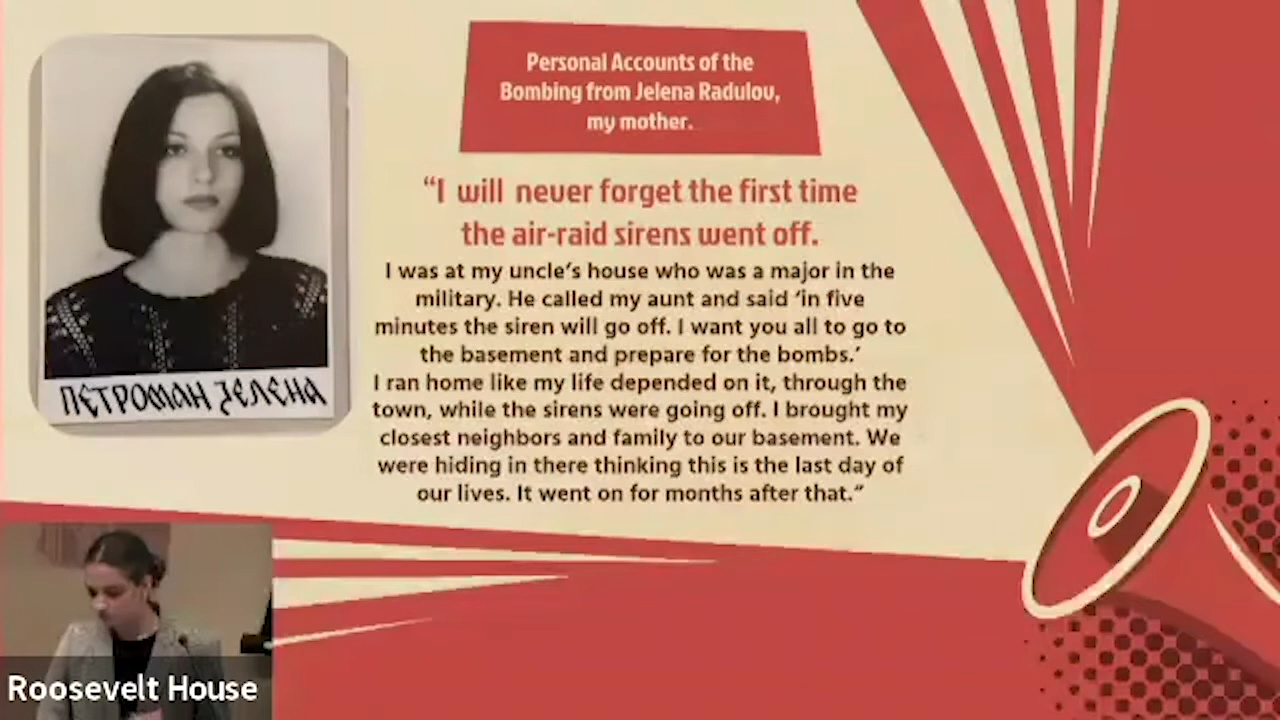 Personal Accounts of the
Bombing from Jelena Radulov,
my mother.
“I will never forget the first time
the air-raid sirens went off.
I was at my uncle’s house who was a major in the
military. He called my aunt and said ‘in five
minutes the siren will go off. I want you all to go to
the basement and prepare for the bombs.’
I ran home like my life depended on it, through the
town, while the sirens were going off. I brought my
closest neighbors and family to our basement. We
were hiding in there thinking this is the last day of
our lives. It went on for months after that.“
ПЕТРОМАН ЈЕЛЕНА
Roosevelt House